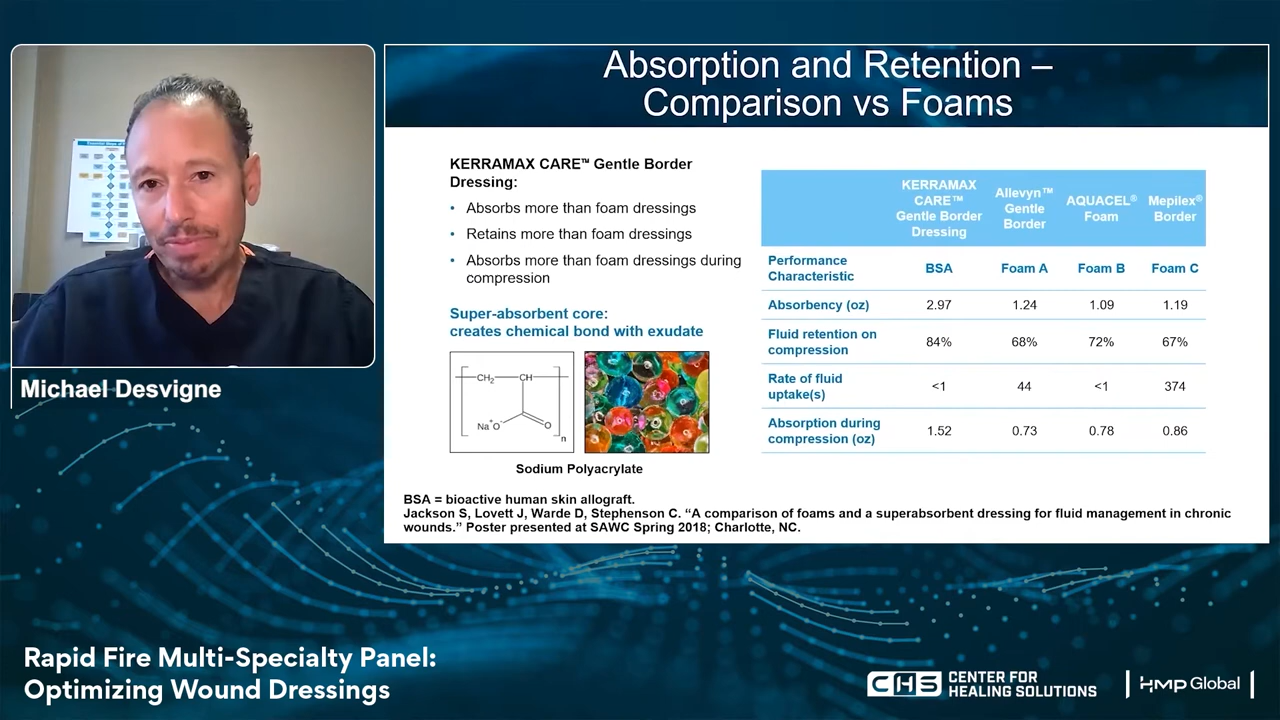 Absorption and Retention –
Comparison vs Foams
KERRAMAX CARE™ Gentle Border
Dressing:
• Absorbs more than foam dressings
• Retains more than foam dressings
• Absorbs more than foam dressings during
compression
Super-absorbent core:
creates chemical bond with exudate
CH₂ CH
Na⁺O⁻ O
n
Sodium Polyacrylate
KERRAMAX
CARE™
Gentle Border
Dressing
Allevyn™
Gentle
Border
AQUACEL®
Foam
Mepilex®
Border
Performance
Characteristic
BSA Foam A Foam B Foam C
Absorbency (oz) 2.97 1.24 1.09 1.19
Fluid retention on
compression
84% 68% 72% 67%
Rate of fluid
uptake(s)
<1 44 <1 374
Absorption during
compression (oz)
1.52 0.73 0.78 0.86
BSA = bioactive human skin allograft.
Jackson S, Lovett J, Warde D, Stephenson C. “A comparison of foams and a superabsorbent dressing for fluid management in chronic
wounds.” Poster presented at SAWC Spring 2018; Charlotte, NC.
Michael Desvigne
Rapid Fire Multi-Specialty Panel:
Optimizing Wound Dressings
CHS CENTER FOR
HEALING SOLUTIONS
HMP Global